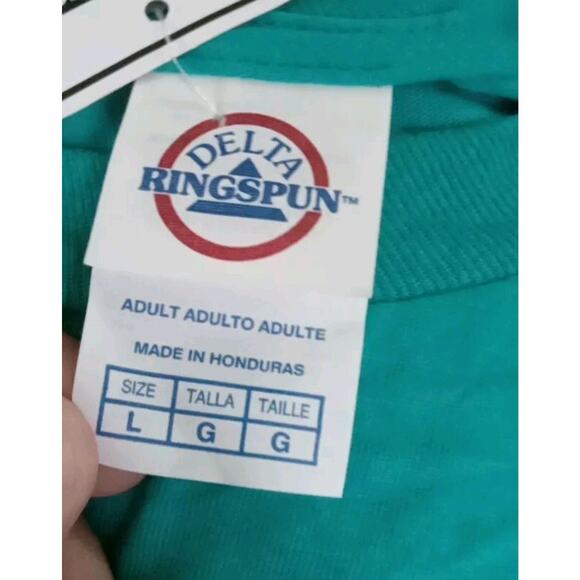 DELTA
RINGSPUN™
ADULT ADULTO ADULTE
MADE IN HONDURAS
SIZE TALLA TAILLE
L G G